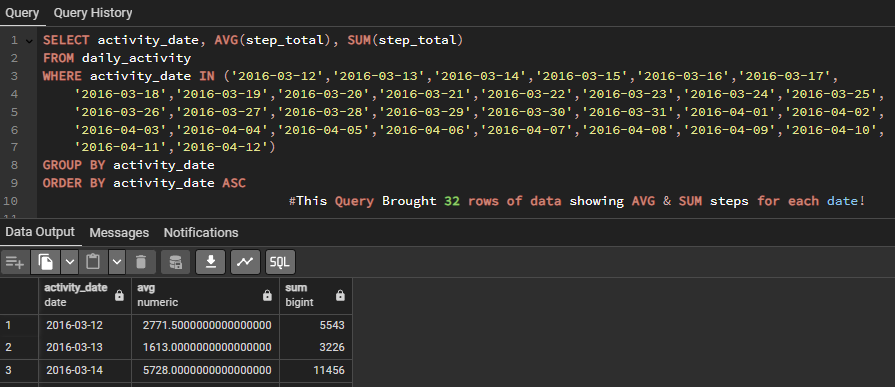 Query Query History
1 SELECT activity_date, AVG(step_total), SUM(step_total)
2 FROM daily_activity
3 WHERE activity_date IN ('2016-03-12','2016-03-13','2016-03-14','2016-03-15','2016-03-16','2016-03-17',
4 '2016-03-18','2016-03-19','2016-03-20','2016-03-21','2016-03-22','2016-03-23','2016-03-24','2016-03-25',
5 '2016-03-26','2016-03-27','2016-03-28','2016-03-29','2016-03-30','2016-03-31','2016-04-01','2016-04-02',
6 '2016-04-03','2016-04-04','2016-04-05','2016-04-06','2016-04-07','2016-04-08','2016-04-09','2016-04-10',
7 '2016-04-11','2016-04-12')
8 GROUP BY activity_date
9 ORDER BY activity_date ASC
10 #This Query Brought 32 rows of data showing AVG & SUM steps for each date!
11
Data Output Messages Notifications
SQL
activity_date avg sum
date numeric bigint
1 2016-03-12 2771.5000000000000000 5543
2 2016-03-13 1613.0000000000000000 3226
3 2016-03-14 5728.0000000000000000 11456